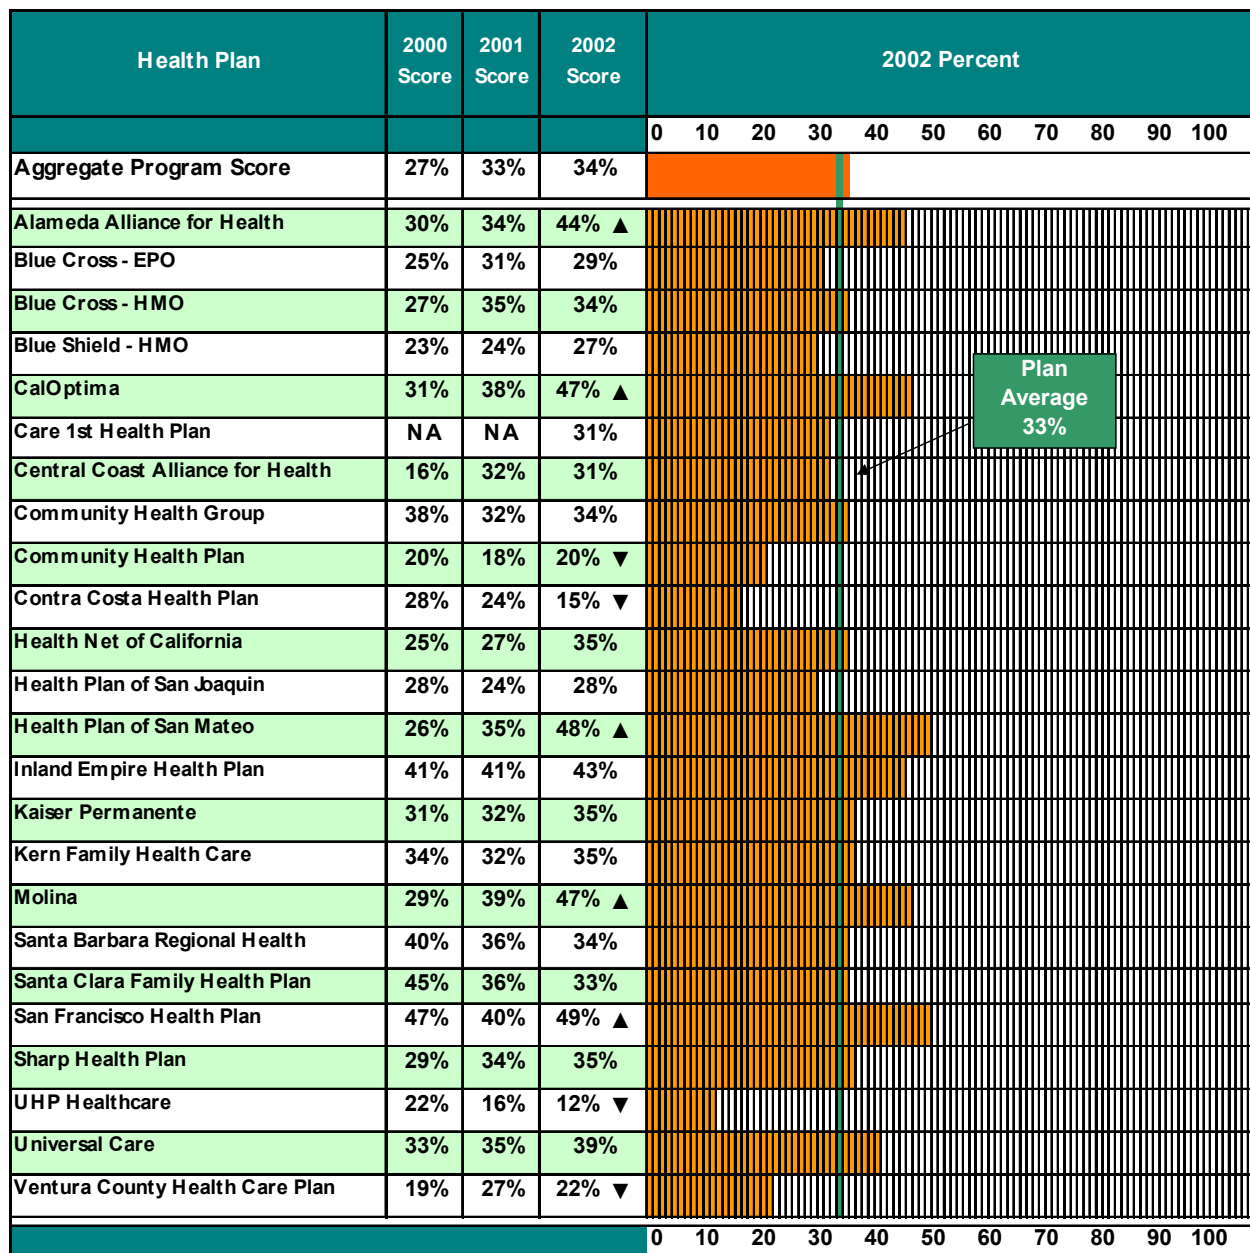 Health Plan 2000 Score 2001 Score 2002 Score 2002 Percent
0 10 20 30 40 50 60 70 80 90 100
Aggregate Program Score 27% 33% 34%
Alameda Alliance for Health 30% 34% 44% ▲
Blue Cross - EPO 25% 31% 29%
Blue Cross - HMO 27% 35% 34%
Blue Shield - HMO 23% 24% 27%
CalOptima 31% 38% 47% ▲
Care 1st Health Plan NA NA 31%
Central Coast Alliance for Health 16% 32% 31%
Community Health Group 38% 32% 34%
Community Health Plan 20% 18% 20% ▼
Contra Costa Health Plan 28% 24% 15% ▼
Health Net of California 25% 27% 35%
Health Plan of San Joaquin 28% 24% 28%
Health Plan of San Mateo 26% 35% 48% ▲
Inland Empire Health Plan 41% 41% 43%
Kaiser Permanente 31% 32% 35%
Kern Family Health Care 34% 32% 35%
Molina 29% 39% 47% ▲
Santa Barbara Regional Health 40% 36% 34%
Santa Clara Family Health Plan 45% 36% 33%
San Francisco Health Plan 47% 40% 49% ▲
Sharp Health Plan 29% 34% 35%
UHP Healthcare 22% 16% 12% ▼
Universal Care 33% 35% 39%
Ventura County Health Care Plan 19% 27% 22% ▼
Plan
Average
33%
0 10 20 30 40 50 60 70 80 90 100